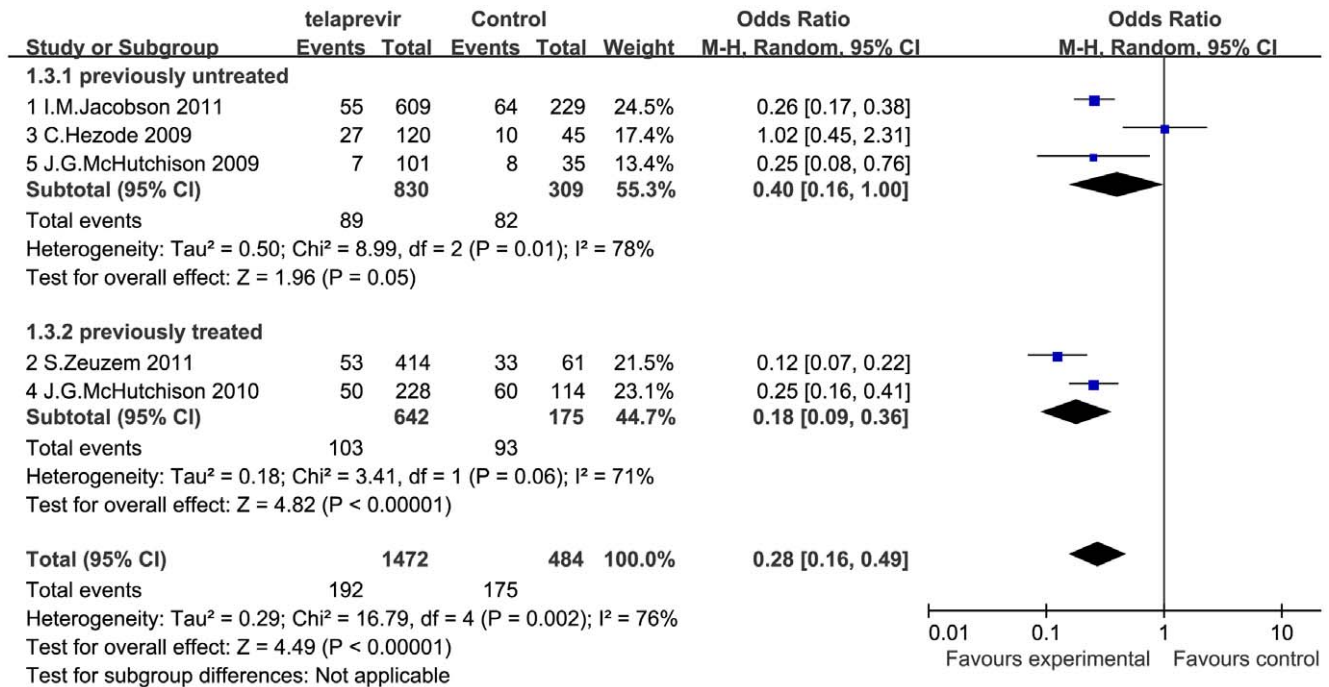 telaprevir Control Odds Ratio Odds Ratio
Study or Subgroup Events Total Events Total Weight M-H, Random, 95% CI M-H, Random, 95% CI
1.3.1 previously untreated
1 I.M.Jacobson 2011 55 609 64 229 24.5% 0.26 [0.17, 0.38]
3 C.Hezode 2009 27 120 10 45 17.4% 1.02 [0.45, 2.31]
5 J.G.McHutchison 2009 7 101 8 35 13.4% 0.25 [0.08, 0.76]
Subtotal (95% CI) 830 309 55.3% 0.40 [0.16, 1.00]
Total events 89 82
Heterogeneity: Tau² = 0.50; Chi² = 8.99, df = 2 (P = 0.01); I² = 78%
Test for overall effect: Z = 1.96 (P = 0.05)
1.3.2 previously treated
2 S.Zeuzem 2011 53 414 33 61 21.5% 0.12 [0.07, 0.22]
4 J.G.McHutchison 2010 50 228 60 114 23.1% 0.25 [0.16, 0.41]
Subtotal (95% CI) 642 175 44.7% 0.18 [0.09, 0.36]
Total events 103 93
Heterogeneity: Tau² = 0.18; Chi² = 3.41, df = 1 (P = 0.06); I² = 71%
Test for overall effect: Z = 4.82 (P < 0.00001)
Total (95% CI) 1472 484 100.0% 0.28 [0.16, 0.49]
Total events 192 175
Heterogeneity: Tau² = 0.29; Chi² = 16.79, df = 4 (P = 0.002); I² = 76%
Test for overall effect: Z = 4.49 (P < 0.00001)
Test for subgroup differences: Not applicable
0.01 0.1 1 10
Favours experimental Favours control